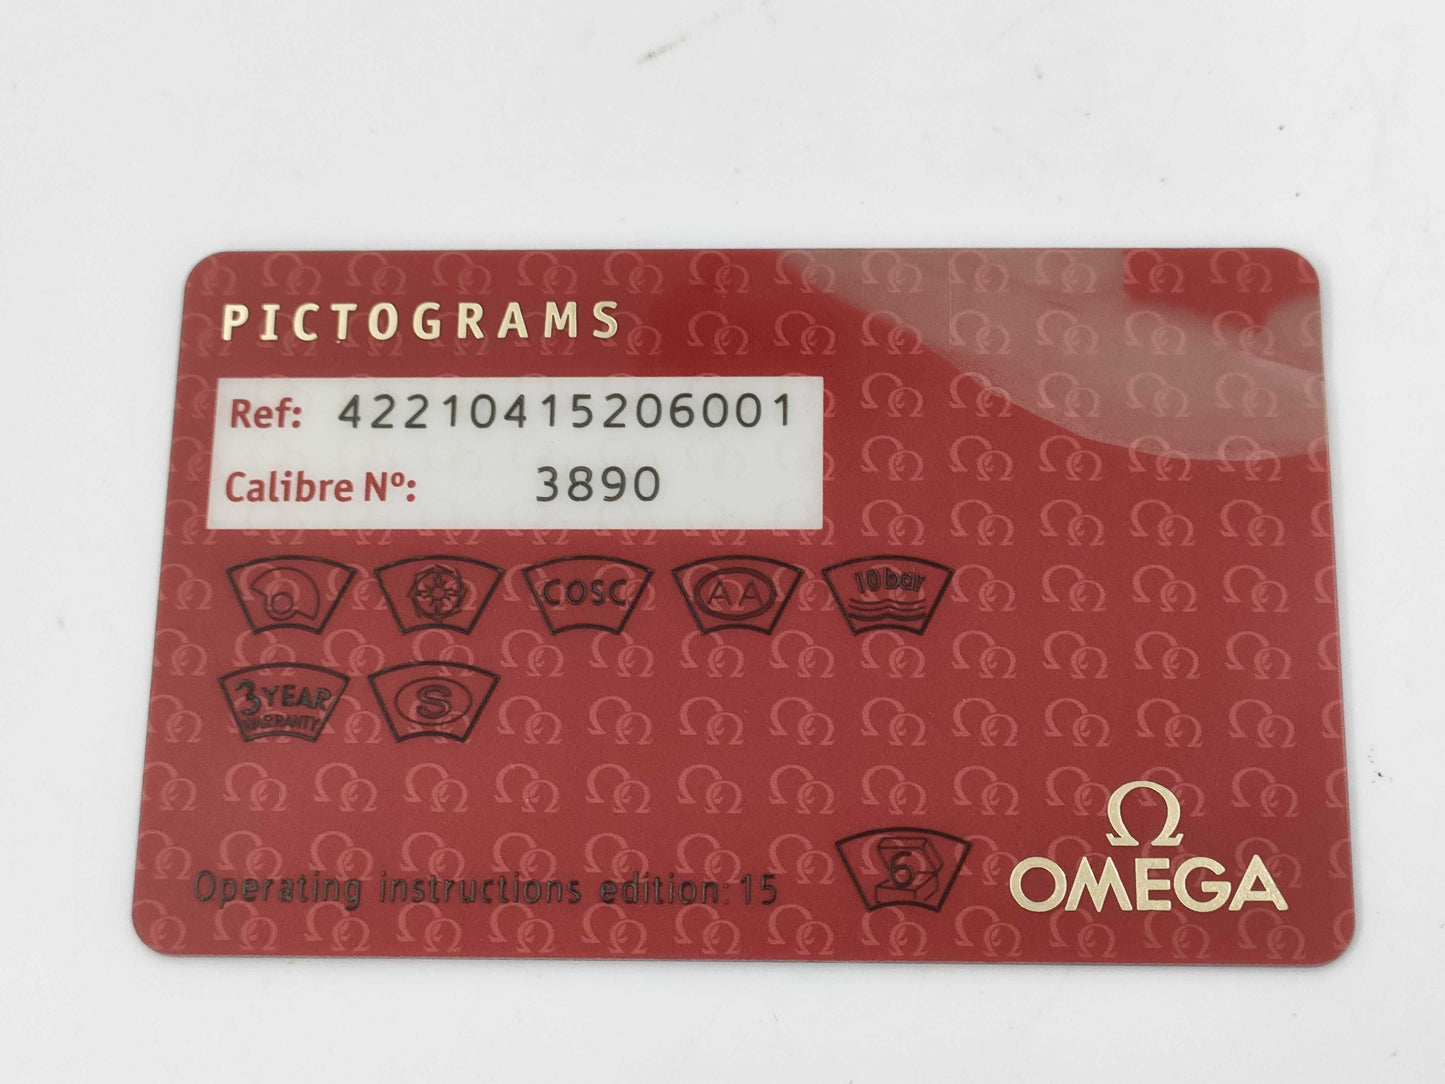 PICTOGRAMS
Ref: 42210415206001
Calibre Nº: 3890
COSC
AA
10 bar
3 YEAR
WARRANTY
S
6
Operating instructions edition: 15
Ω
OMEGA